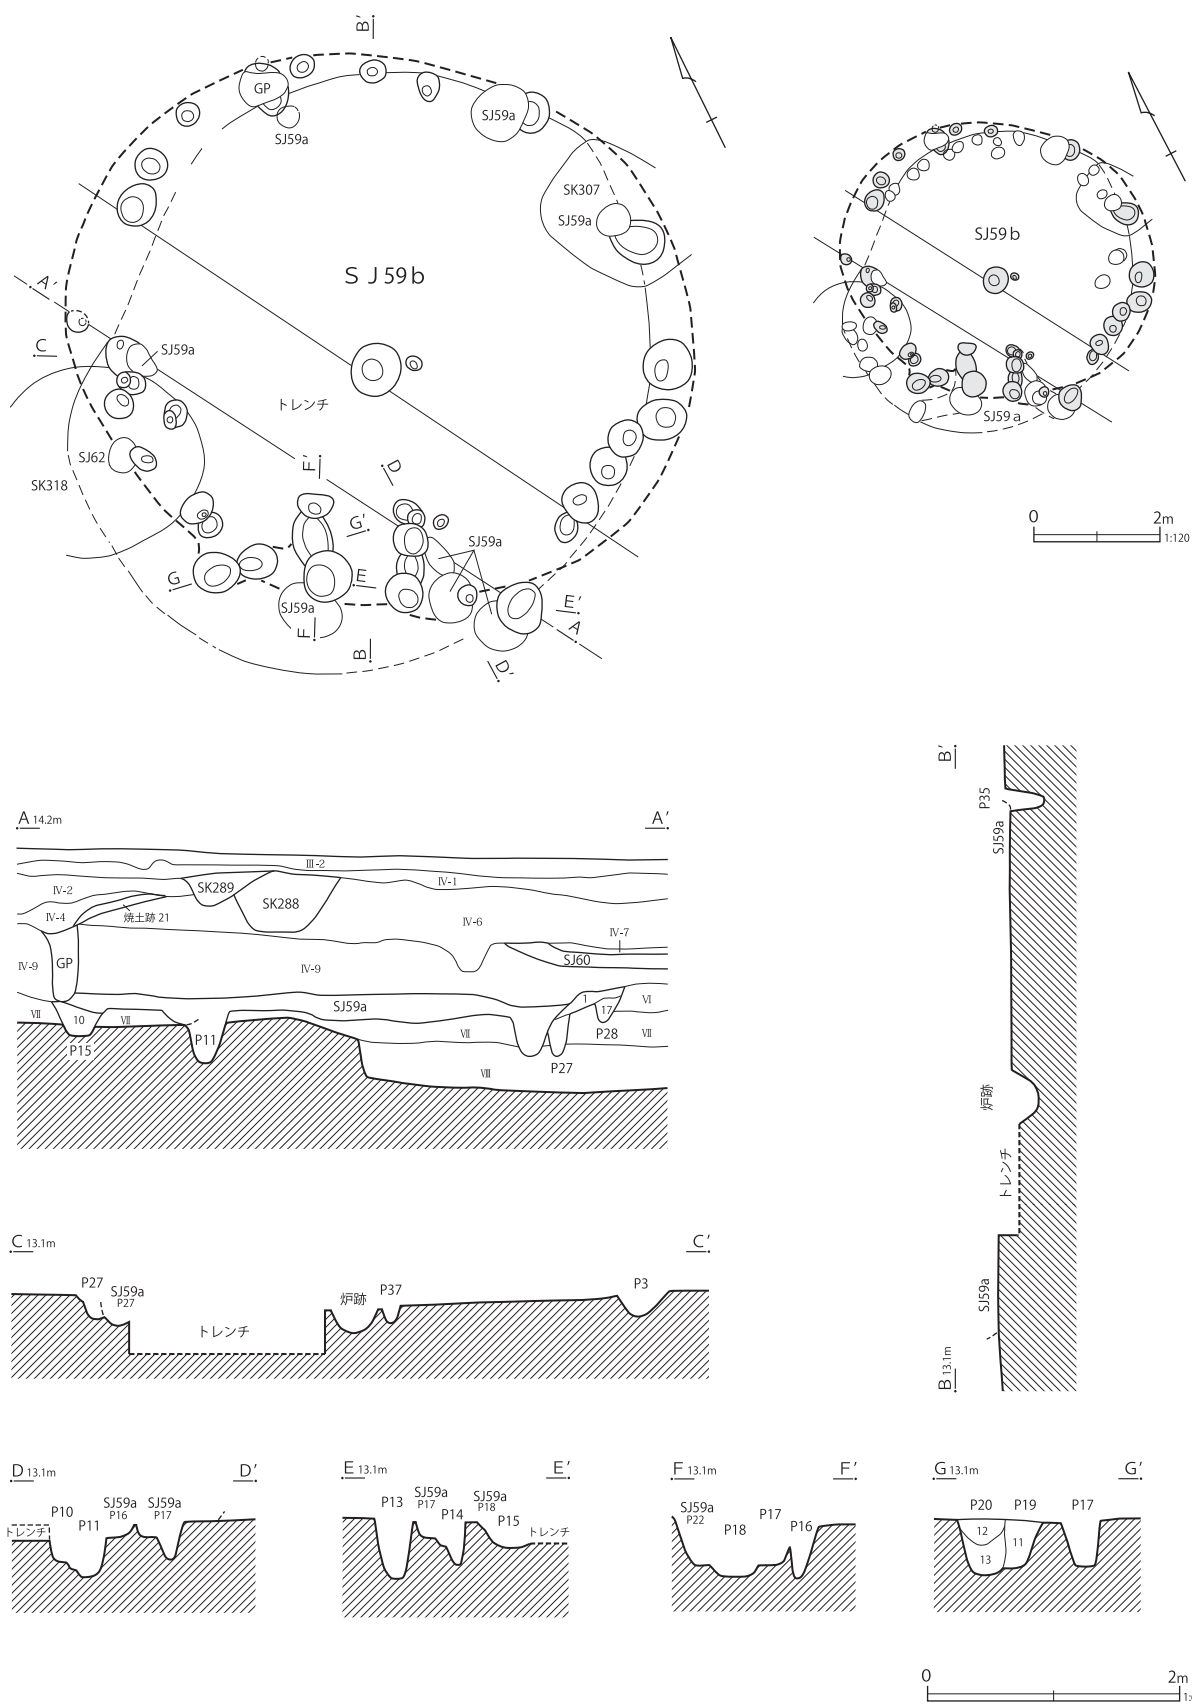 B'
GP
SJ59a
SJ59a
SK307
SJ59a
SJ59b
A'
C
SJ59a
トレンチ
SJ62
SK318
F'
D
G'
SJ59a
G
E
SJ59a
E'
A
F
B
D'
SJ59b
SJ59a
0 2m
1:120
A 14.2m A'
Ⅲ-2
Ⅳ-2 SK289 Ⅳ-1
SK288
Ⅳ-4 焼土跡21 Ⅳ-6
Ⅳ-7
Ⅳ-9 GP Ⅳ-9 SJ60
SJ59a 1 17 Ⅵ
Ⅶ 10 Ⅶ P11 Ⅶ P28 Ⅶ
P15 P27
Ⅷ
B'
P35
SJ59a
炉跡
トレンチ
SJ59a
B 13.1m
C 13.1m C'
P27 SJ59a P27 炉跡 P37 P3
トレンチ
D 13.1m D'
P10 P11 SJ59a P16 SJ59a P17
トレンチ
E 13.1m E'
P13 SJ59a P17 P14 SJ59a P18 P15
トレンチ
F 13.1m F'
SJ59a P22 P18 P17 P16
G 13.1m G'
P20 P19 P17
12 11
13
0 2m